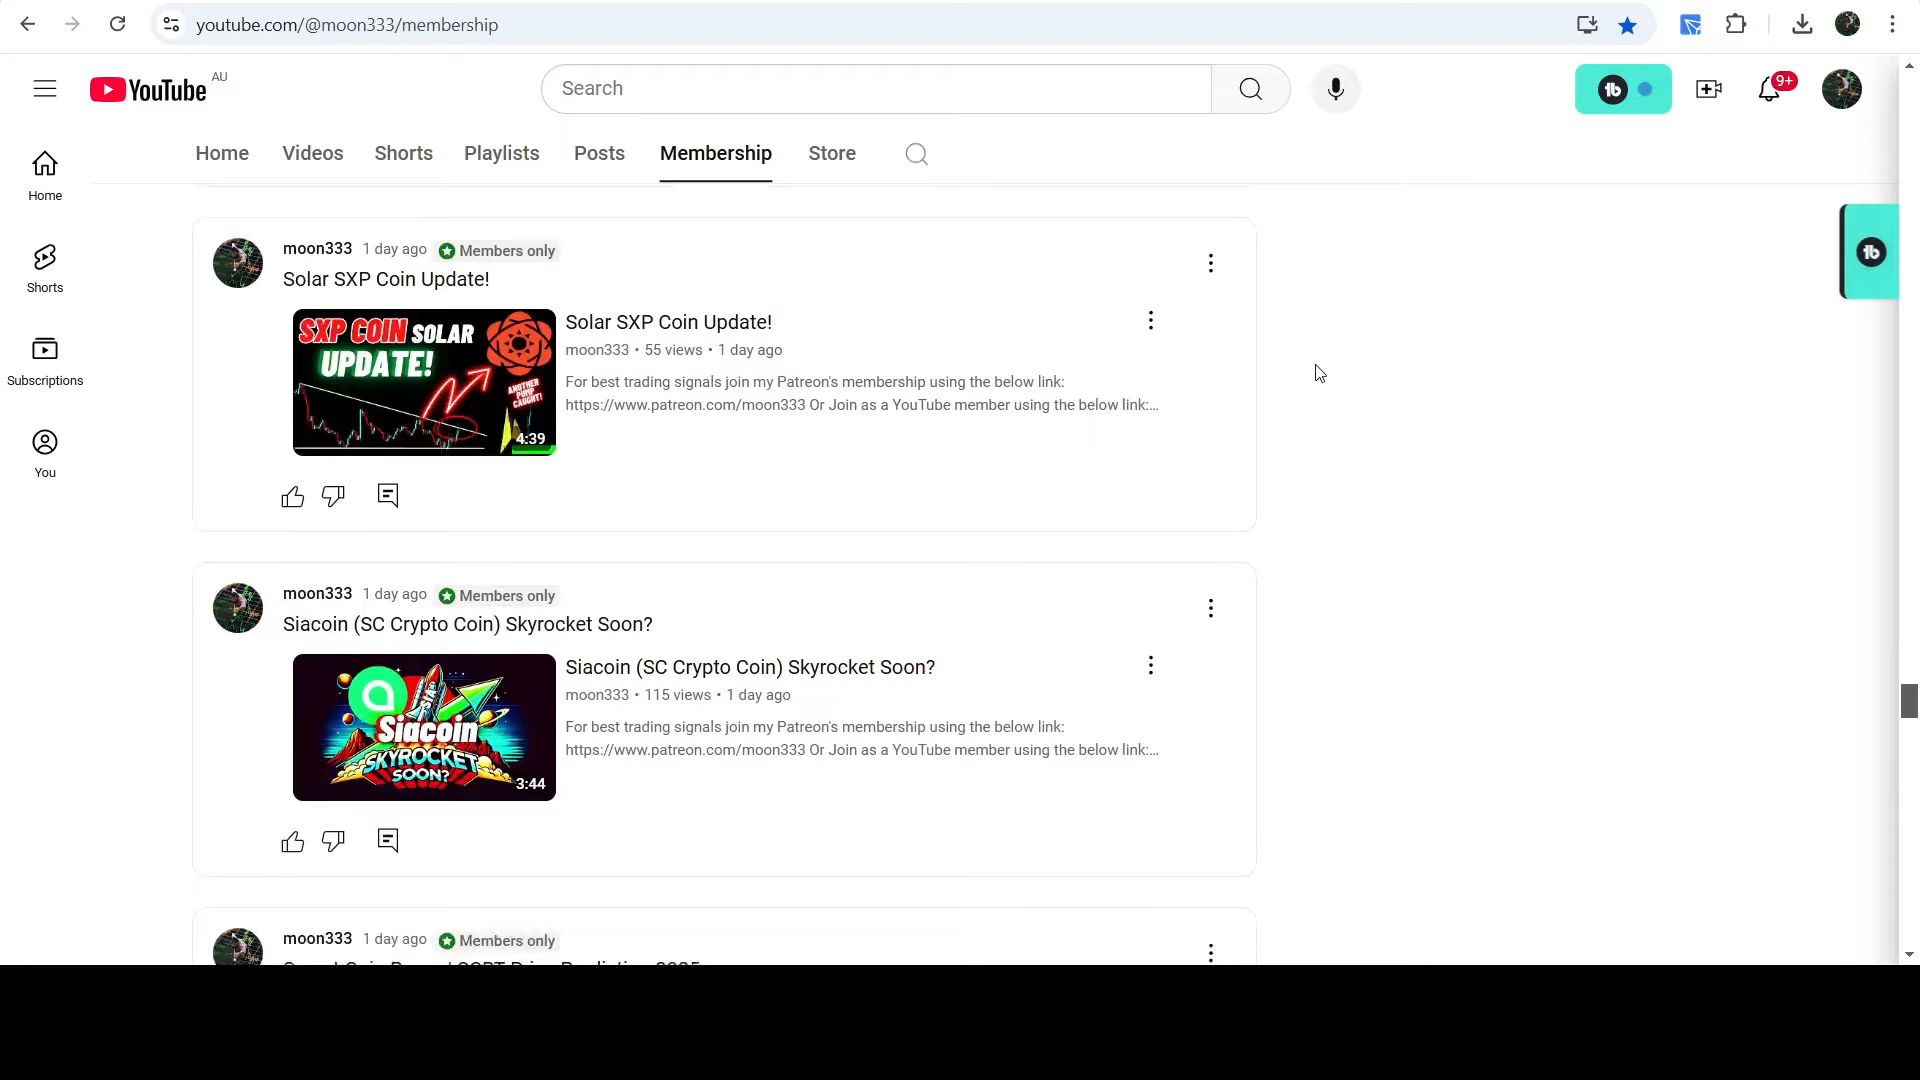 youtube.com/@moon333/membership
YouTube AU
Search
9+
Home
Videos
Shorts
Playlists
Posts
Membership
Store
Home
Shorts
Subscriptions
You
moon333 1 day ago Members only
Solar SXP Coin Update!
SXP COIN SOLAR
UPDATE!
ANOTHER
PUMP
CAUGHT!
4:39
Solar SXP Coin Update!
moon333 • 55 views • 1 day ago
For best trading signals join my Patreon's membership using the below link:
https://www.patreon.com/moon333 Or Join as a YouTube member using the below link:...
moon333 1 day ago Members only
Siacoin (SC Crypto Coin) Skyrocket Soon?
SIA
Siacoin
SKYROCKET
SOON?
3:44
Siacoin (SC Crypto Coin) Skyrocket Soon?
moon333 • 115 views • 1 day ago
For best trading signals join my Patreon's membership using the below link:
https://www.patreon.com/moon333 Or Join as a YouTube member using the below link:...
moon333 1 day ago Members only